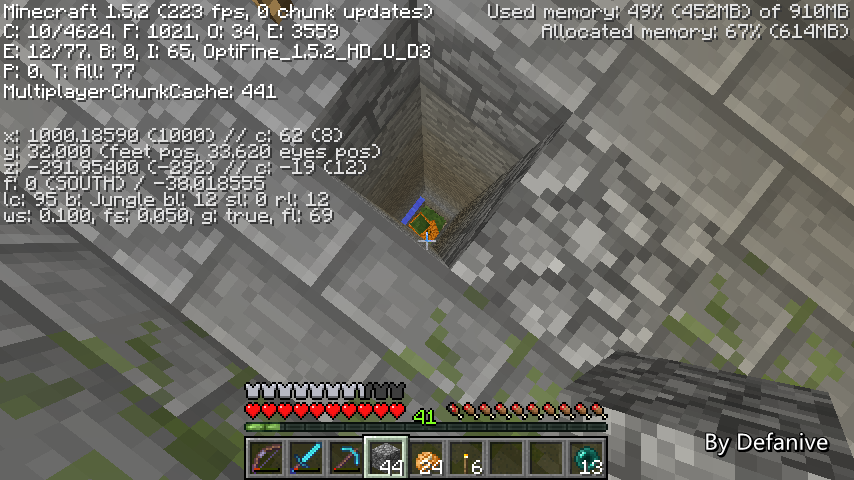 Minecraft 1.5.2 (223 fps, 0 chunk updates)
C: 10/4624. F: 1021, O: 34, E: 3559
E: 12/77. B: 0, I: 65, OptiFine_1.5.2_HD_U_D3
P: 0. T: All: 77
MultiplayerChunkCache: 441
Used memory: 49% (452MB) of 910MB
Allocated memory: 67% (614MB)
x: 1000.18590 (1000) // c: 62 (8)
y: 32.000 (feet pos, 33.620 eyes pos)
z: -291.95400 (-292) // c: -19 (12)
f: 0 (SOUTH) / -38.018555
lc: 95 b: Jungle bl: 12 sl: 0 rl: 12
ws: 0.100, fs: 0.050, g: true, fl: 69
41
44 24 6 13
By Defanive